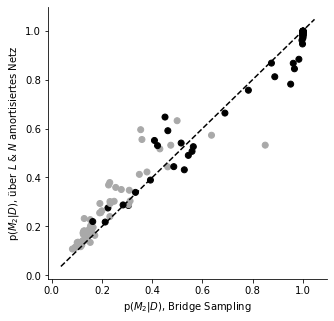 p(M₂|D), über 𝐼 & N amortisiertes Netz
1.0
0.8
0.6
0.4
0.2
0.0
0.0 0.2 0.4 0.6 0.8 1.0
p(M₂|D), Bridge Sampling